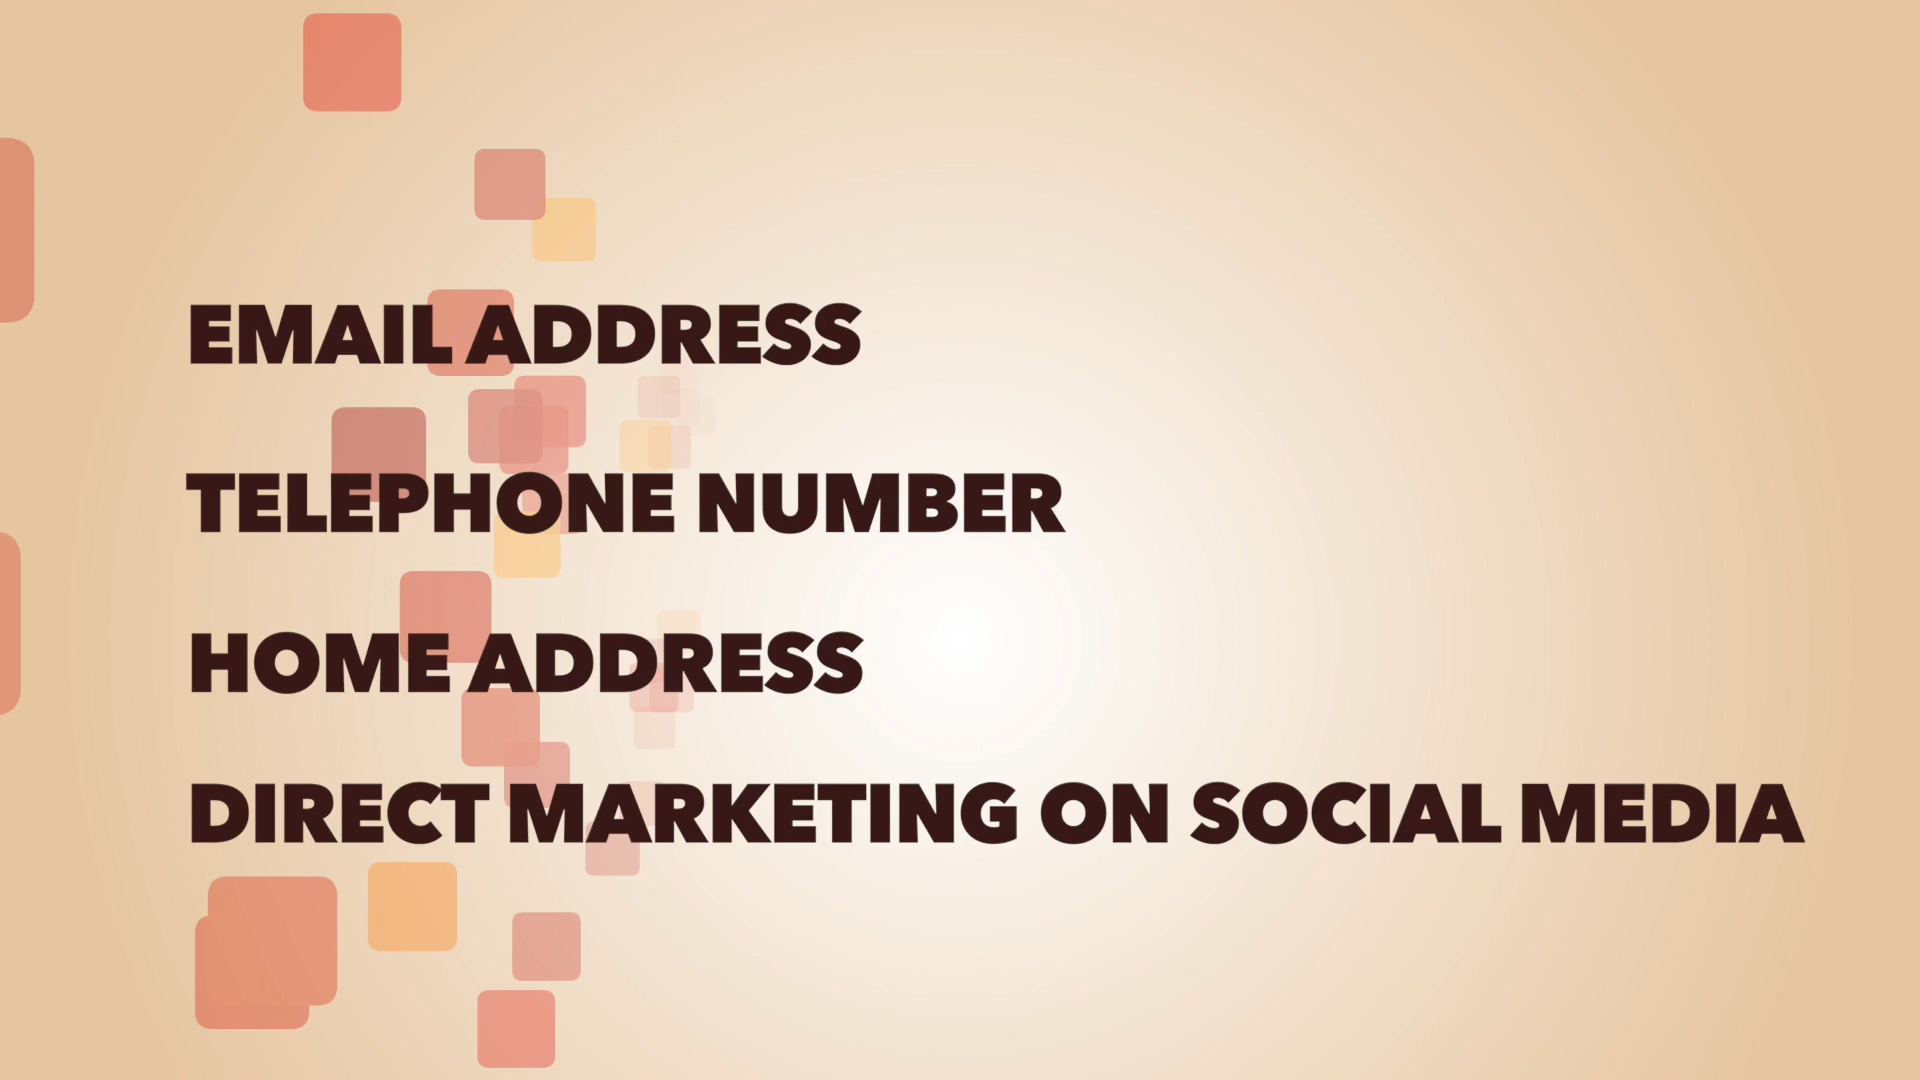 EMAIL ADDRESS
TELEPHONE NUMBER
HOME ADDRESS
DIRECT MARKETING ON SOCIAL MEDIA